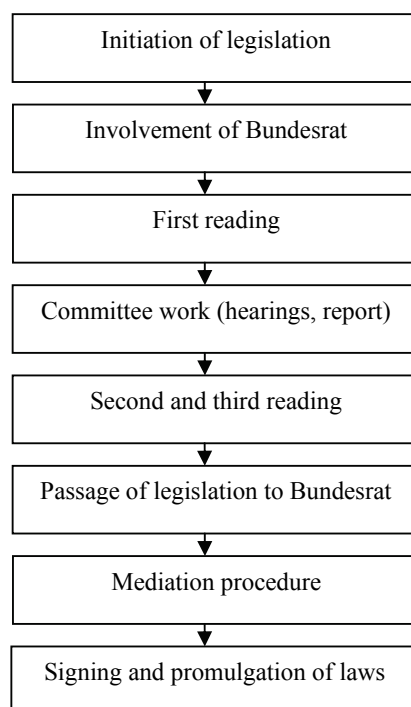 Initiation of legislation
Involvement of Bundesrat
First reading
Committee work (hearings, report)
Second and third reading
Passage of legislation to Bundesrat
Mediation procedure
Signing and promulgation of laws